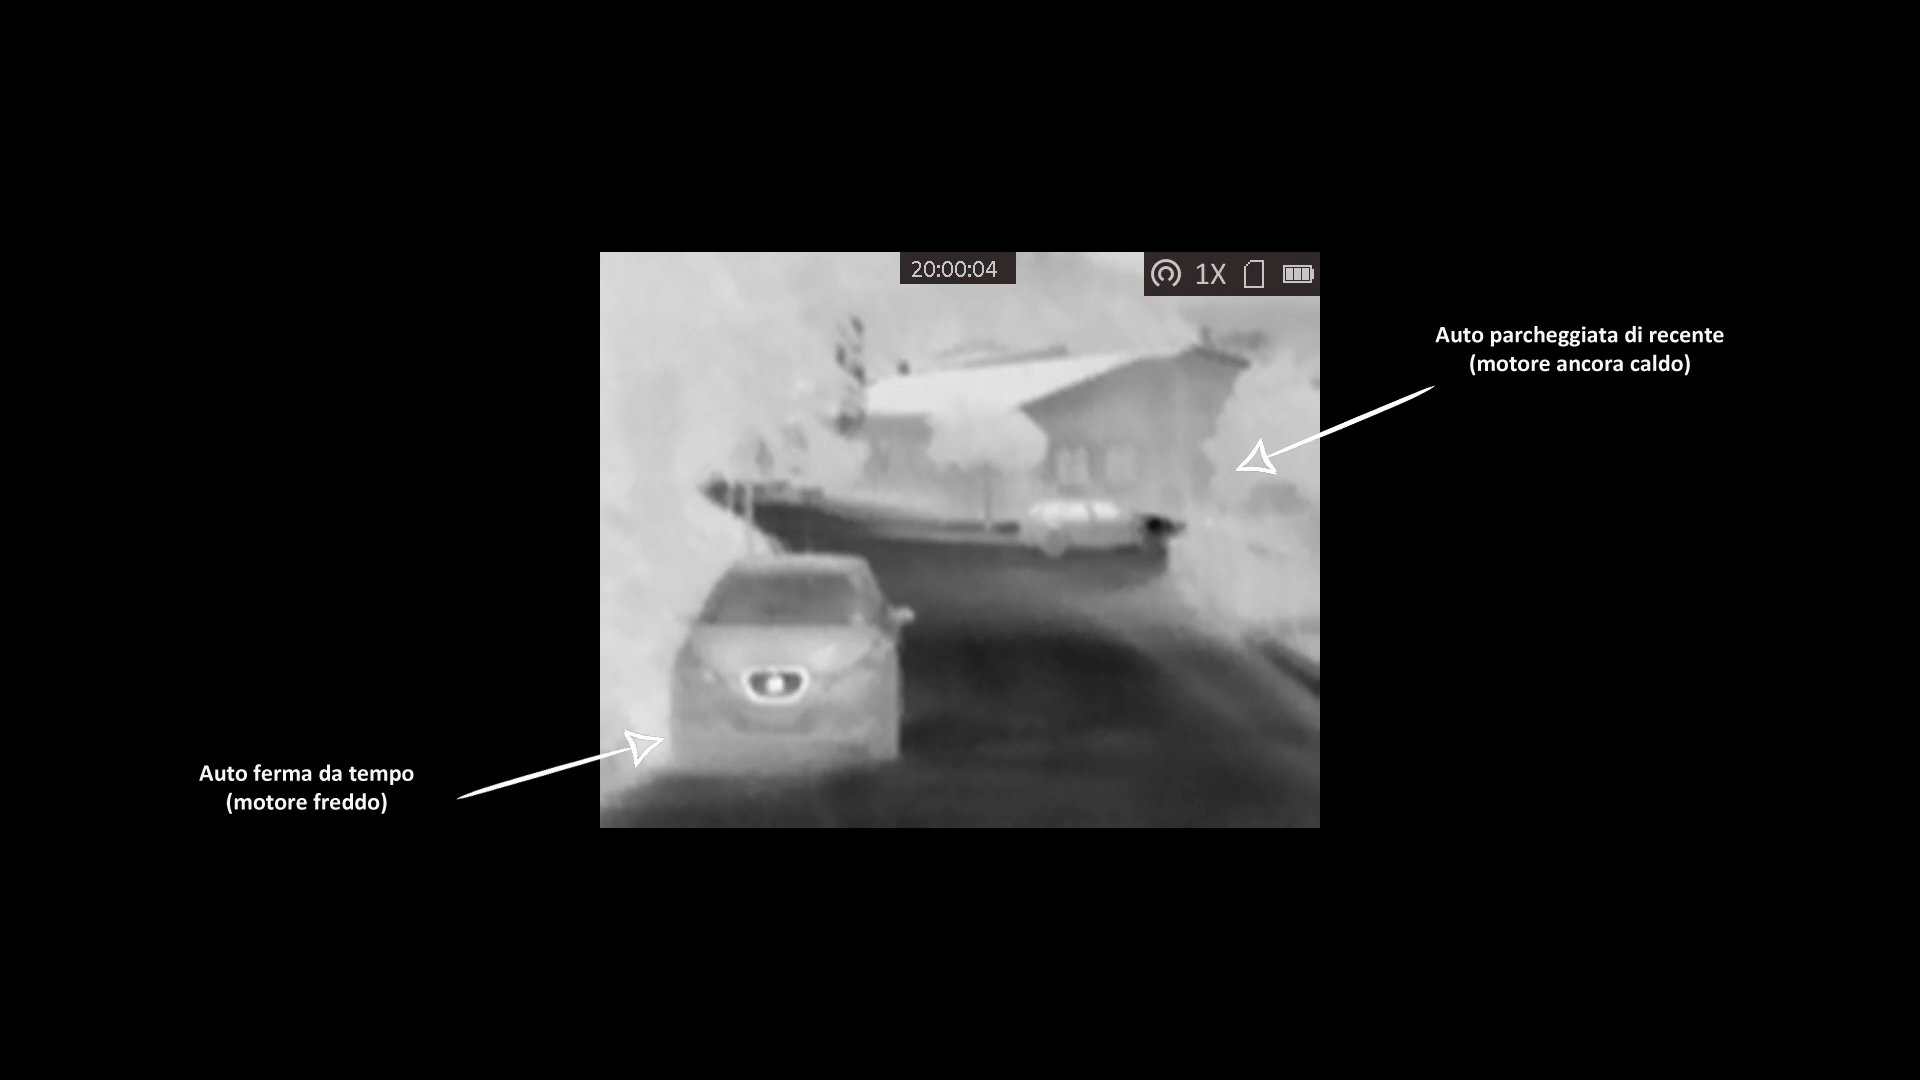 20:00:04
1X
Auto parcheggiata di recente
(motore ancora caldo)
Auto ferma da tempo
(motore freddo)